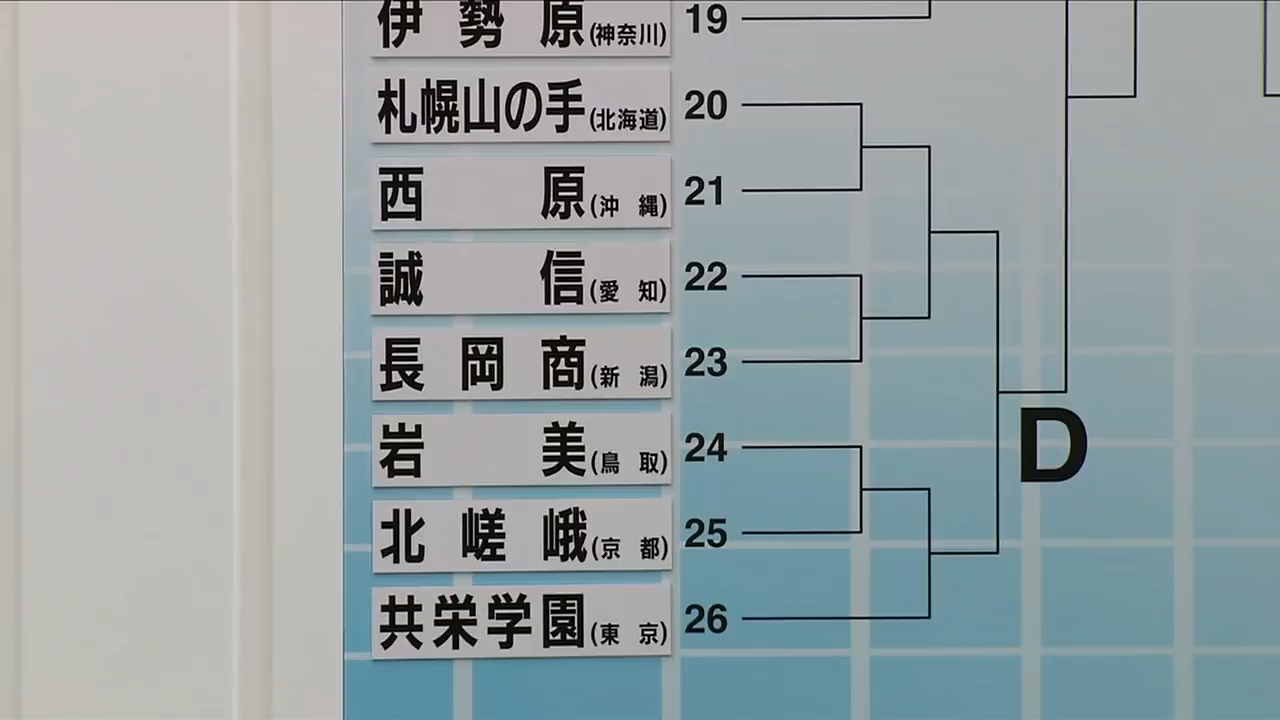 伊勢原(神奈川) 19
札幌山の手(北海道) 20
西原(沖縄) 21
誠信(愛知) 22
長岡商(新潟) 23
岩美(鳥取) 24
北嵯峨(京都) 25
共栄学園(東京) 26
D